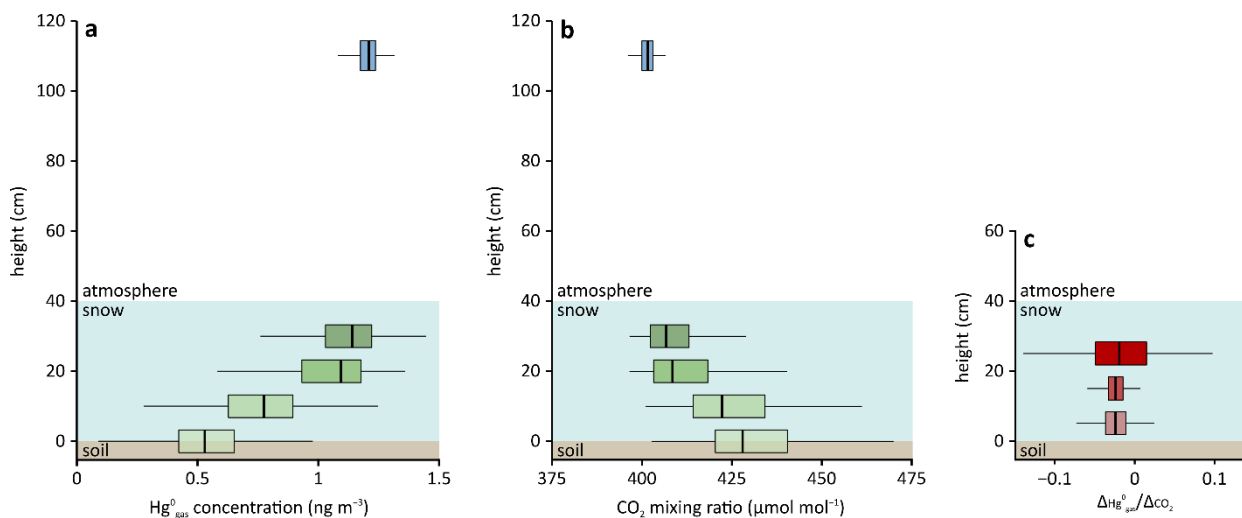 a
120
100
80
60
40
20
0
height (cm)
atmosphere
snow
soil
0
0.5
1
1.5
Hg⁰gas concentration (ng m⁻³)
b
120
100
80
60
40
20
0
height (cm)
atmosphere
snow
soil
375
400
425
450
475
CO₂ mixing ratio (µmol mol⁻¹)
c
60
40
20
0
height (cm)
atmosphere
snow
soil
−0.1
0
0.1
ΔHg⁰gas/ΔCO₂